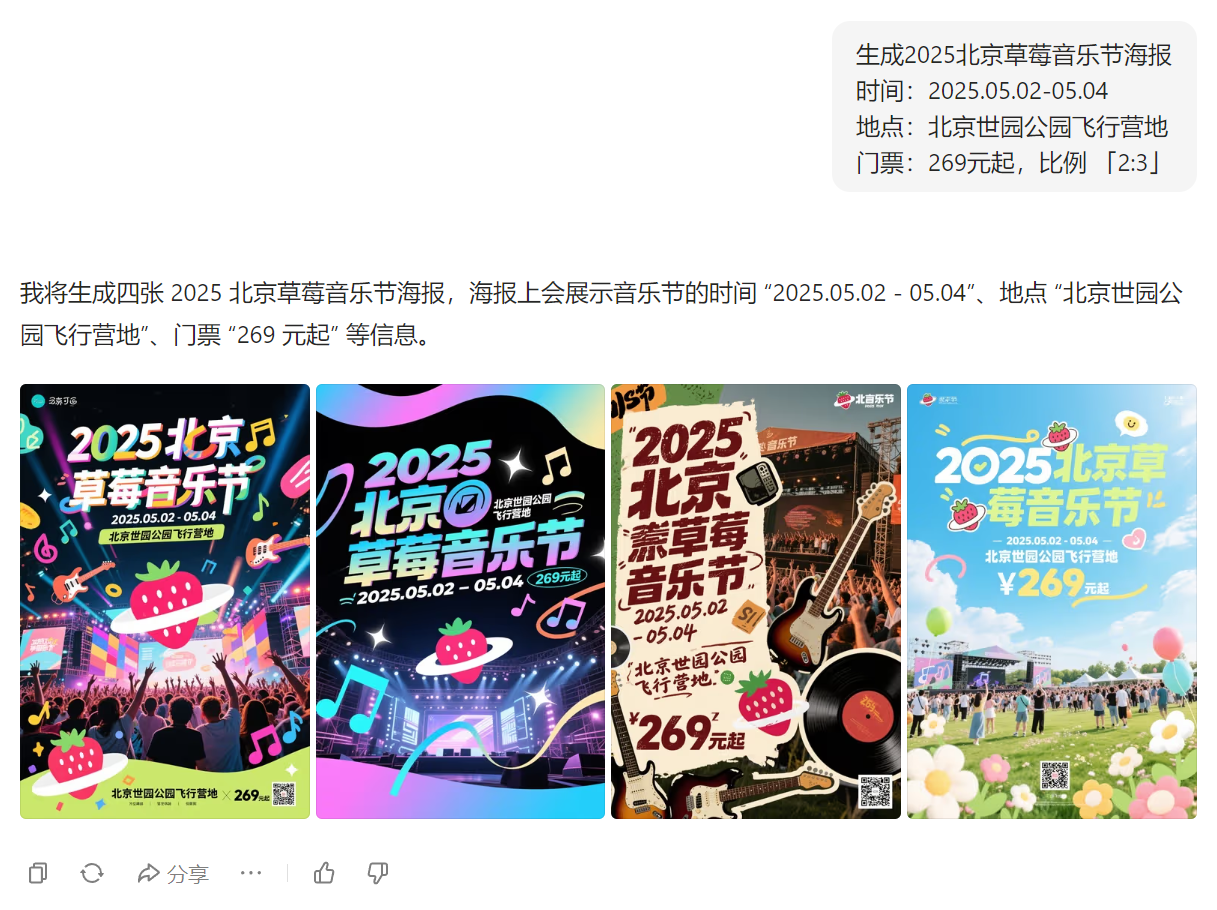 生成2025北京草莓音乐节海报
时间：2025.05.02-05.04
地点：北京世园公园飞行营地
门票：269元起，比例 「2:3」
我将生成四张 2025 北京草莓音乐节海报，海报上会展示音乐节的时间 “2025.05.02 - 05.04”、地点 “北京世园公
园飞行营地”、门票 “269 元起” 等信息。
2025北京
草莓音乐节
2025.05.02 - 05.04
北京世园公园飞行营地
北京世园公园飞行营地 × 269元起
2025
北京
北京世园公园
飞行营地
草莓音乐节
2025.05.02 – 05.04
269元起
北音乐节
音乐节
2025
北京
草莓
音乐节
2025.05.02
- 05.04
北京世园公园
飞行营地.
¥269元起
2025北京草
莓音乐节
2025.05.02 - 05.04
北京世园公园飞行营地
¥269元起
分享